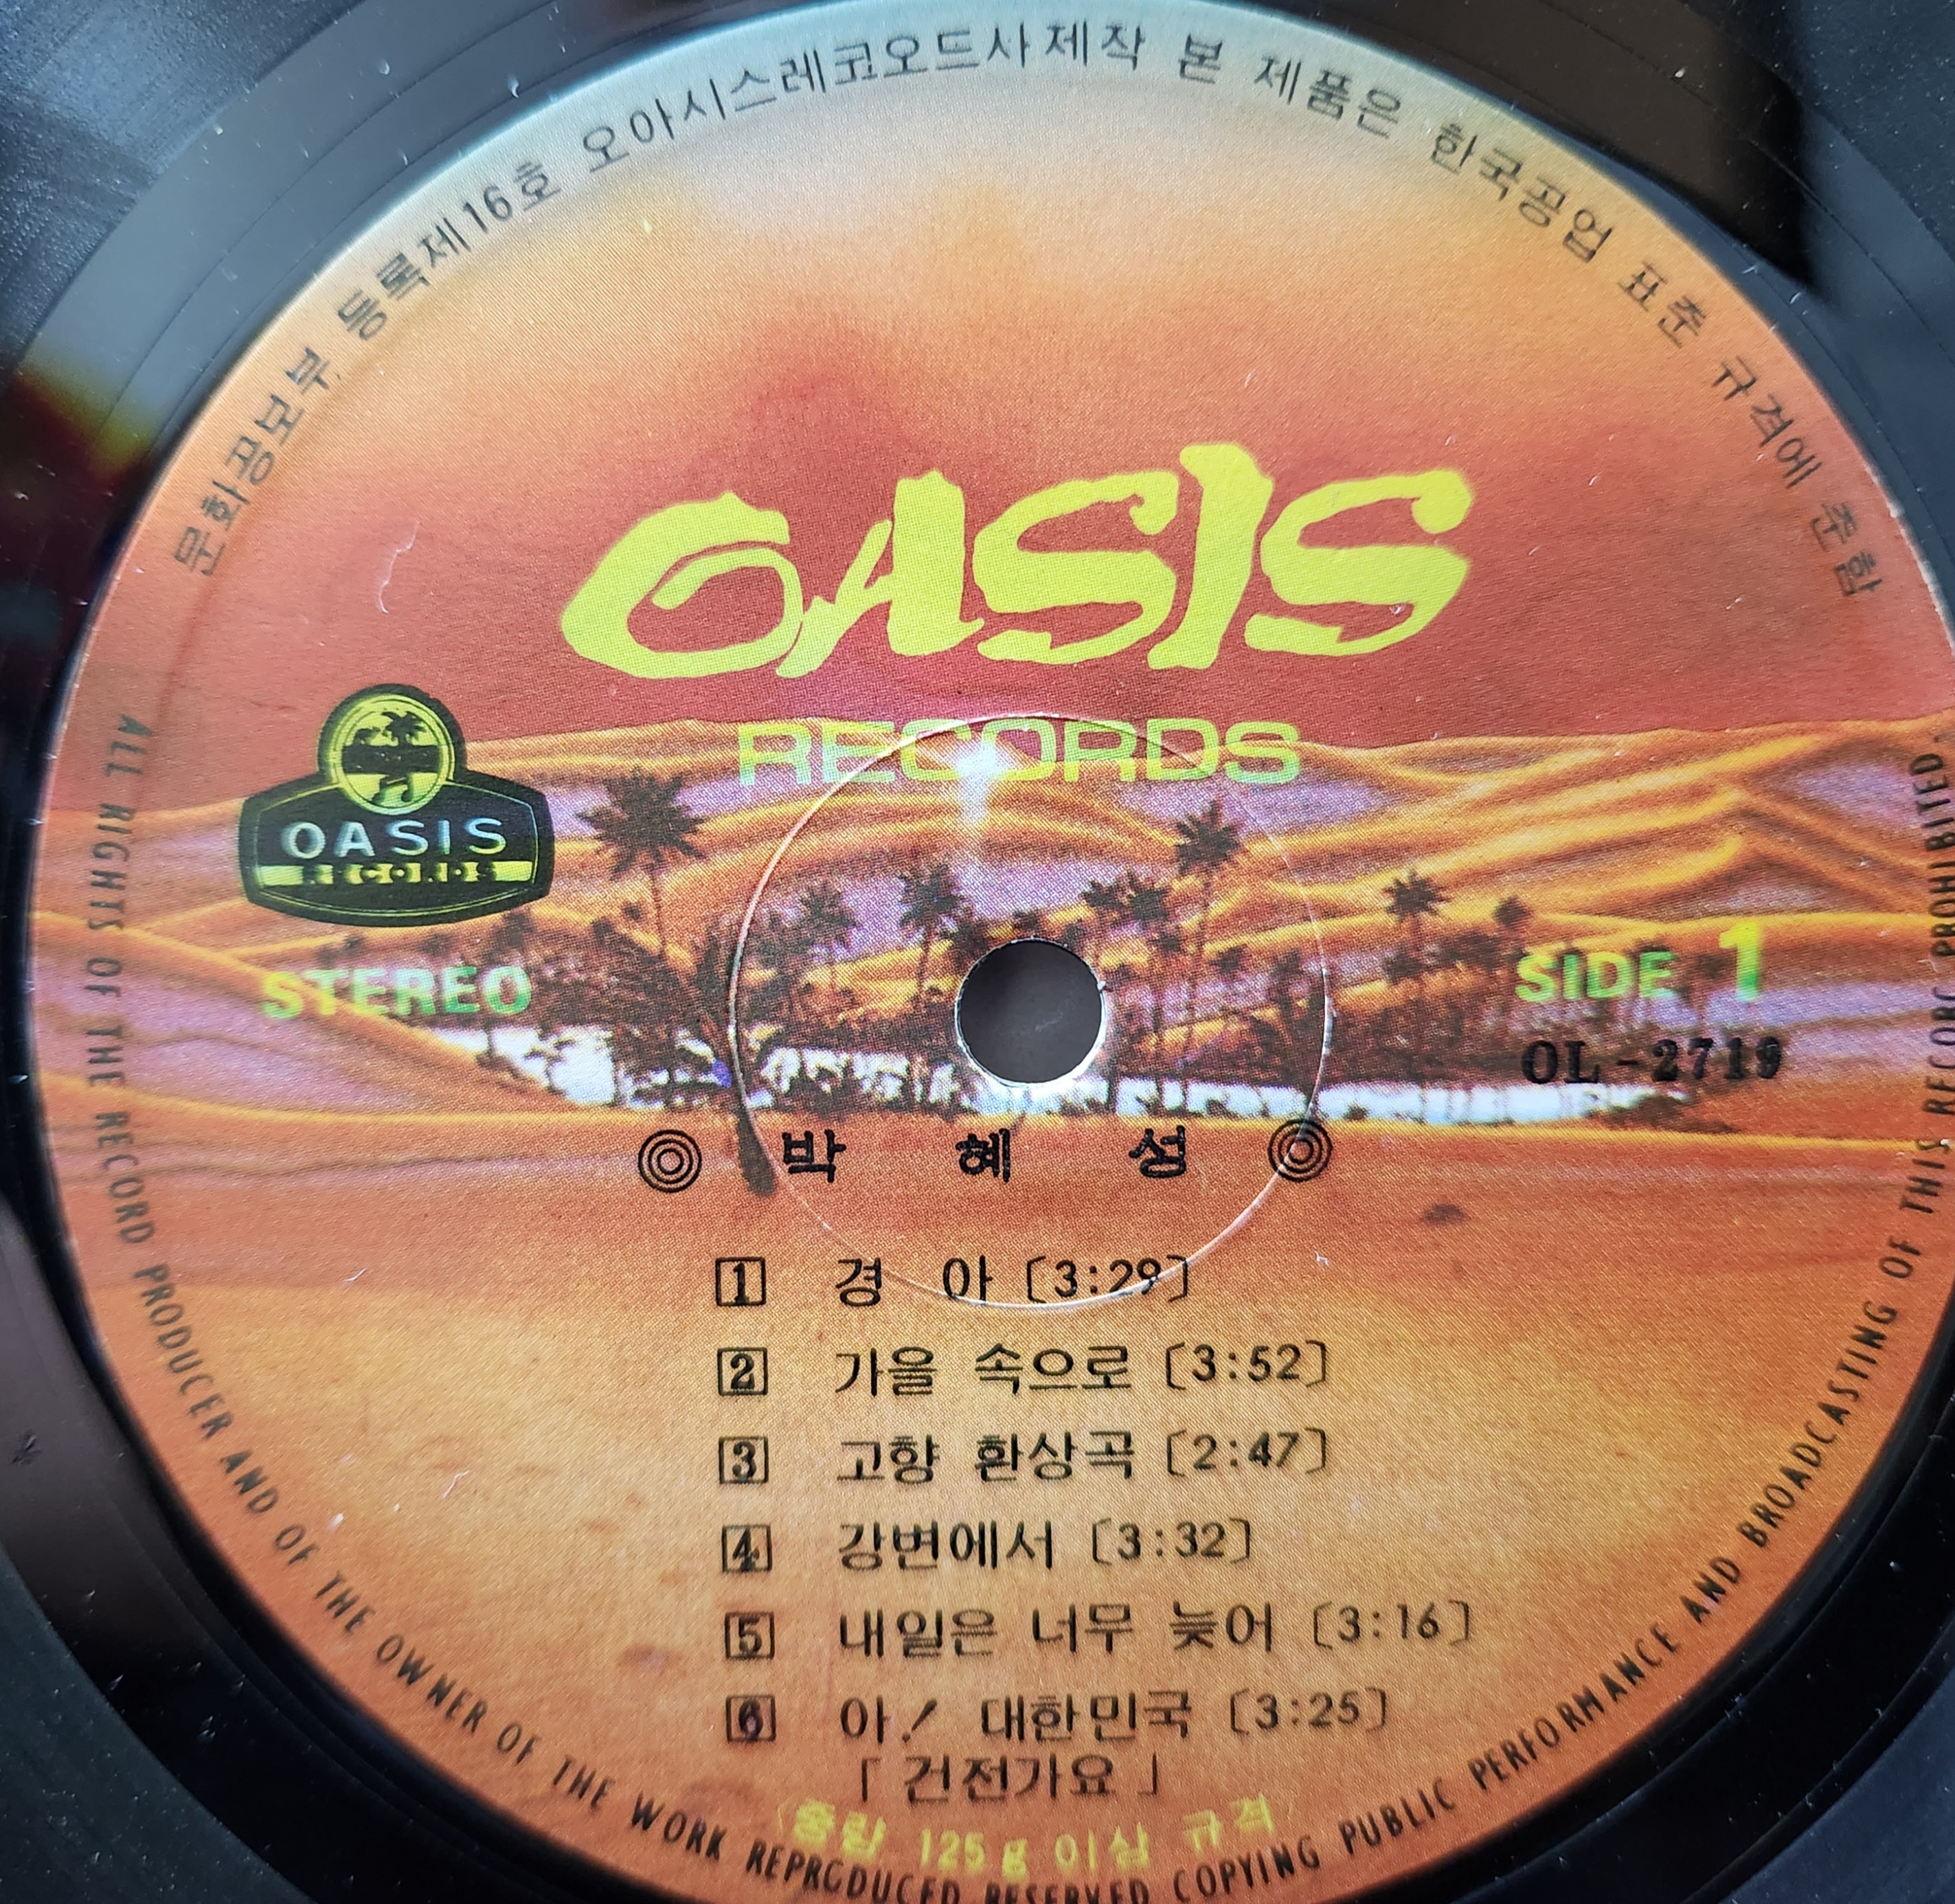 문화공보부 등록제16호 오아시스레코오드사제작 본 제품은 한국공업 표준 규격에 준함
OASIS
RECORDS
OASIS
RECORDS
STEREO
SIDE 1
OL-2719
◎ 박 혜 성 ◎
1 경 아 〔3:29〕
2 가을 속으로 〔3:52〕
3 고향 환상곡 〔2:47〕
4 강변에서 〔3:32〕
5 내일은 너무 늦어 〔3:16〕
6 아! 대한민국 〔3:25〕
「건전가요」
〈중량 125g 이상 규격〉
ALL RIGHTS OF THE RECORD PRODUCER AND OF THE OWNER OF THE WORK REPRGDUCED RESERVED COPYING PUBLIC PERFORMANCE AND BROADCASTING OF THIS RECORC PROHIBITED.